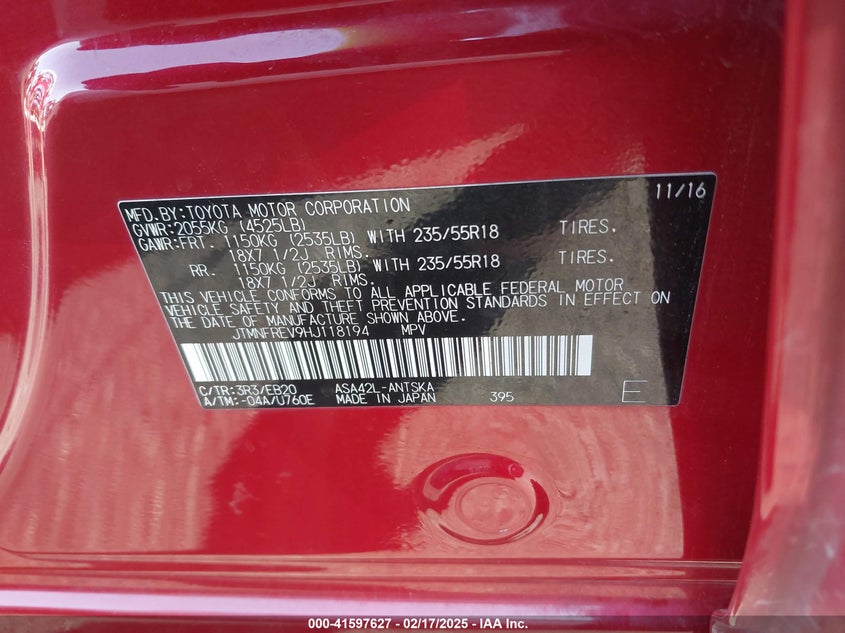 MFD.BY:TOYOTA MOTOR CORPORATION 11/16
GVWR:2055KG (4525LB)
GAWR:FRT. 1150KG (2535LB) WITH 235/55R18 TIRES.
18X7 1/2J RIMS.
RR. 1150KG (2535LB) WITH 235/55R18 TIRES.
18X7 1/2J RIMS.
THIS VEHICLE CONFORMS TO ALL APPLICABLE FEDERAL MOTOR
VEHICLE SAFETY AND THEFT PREVENTION STANDARDS IN EFFECT ON
THE DATE OF MANUFACTURE SHOWN ABOVE.
JTMNFREV9HJ118194 MPV
C/TR:3R3/EB20 ASA42L-ANTSKA
A/TM:-04A/U760E MADE IN JAPAN 395 E
000-41597627 - 02/17/2025 - IAA Inc.